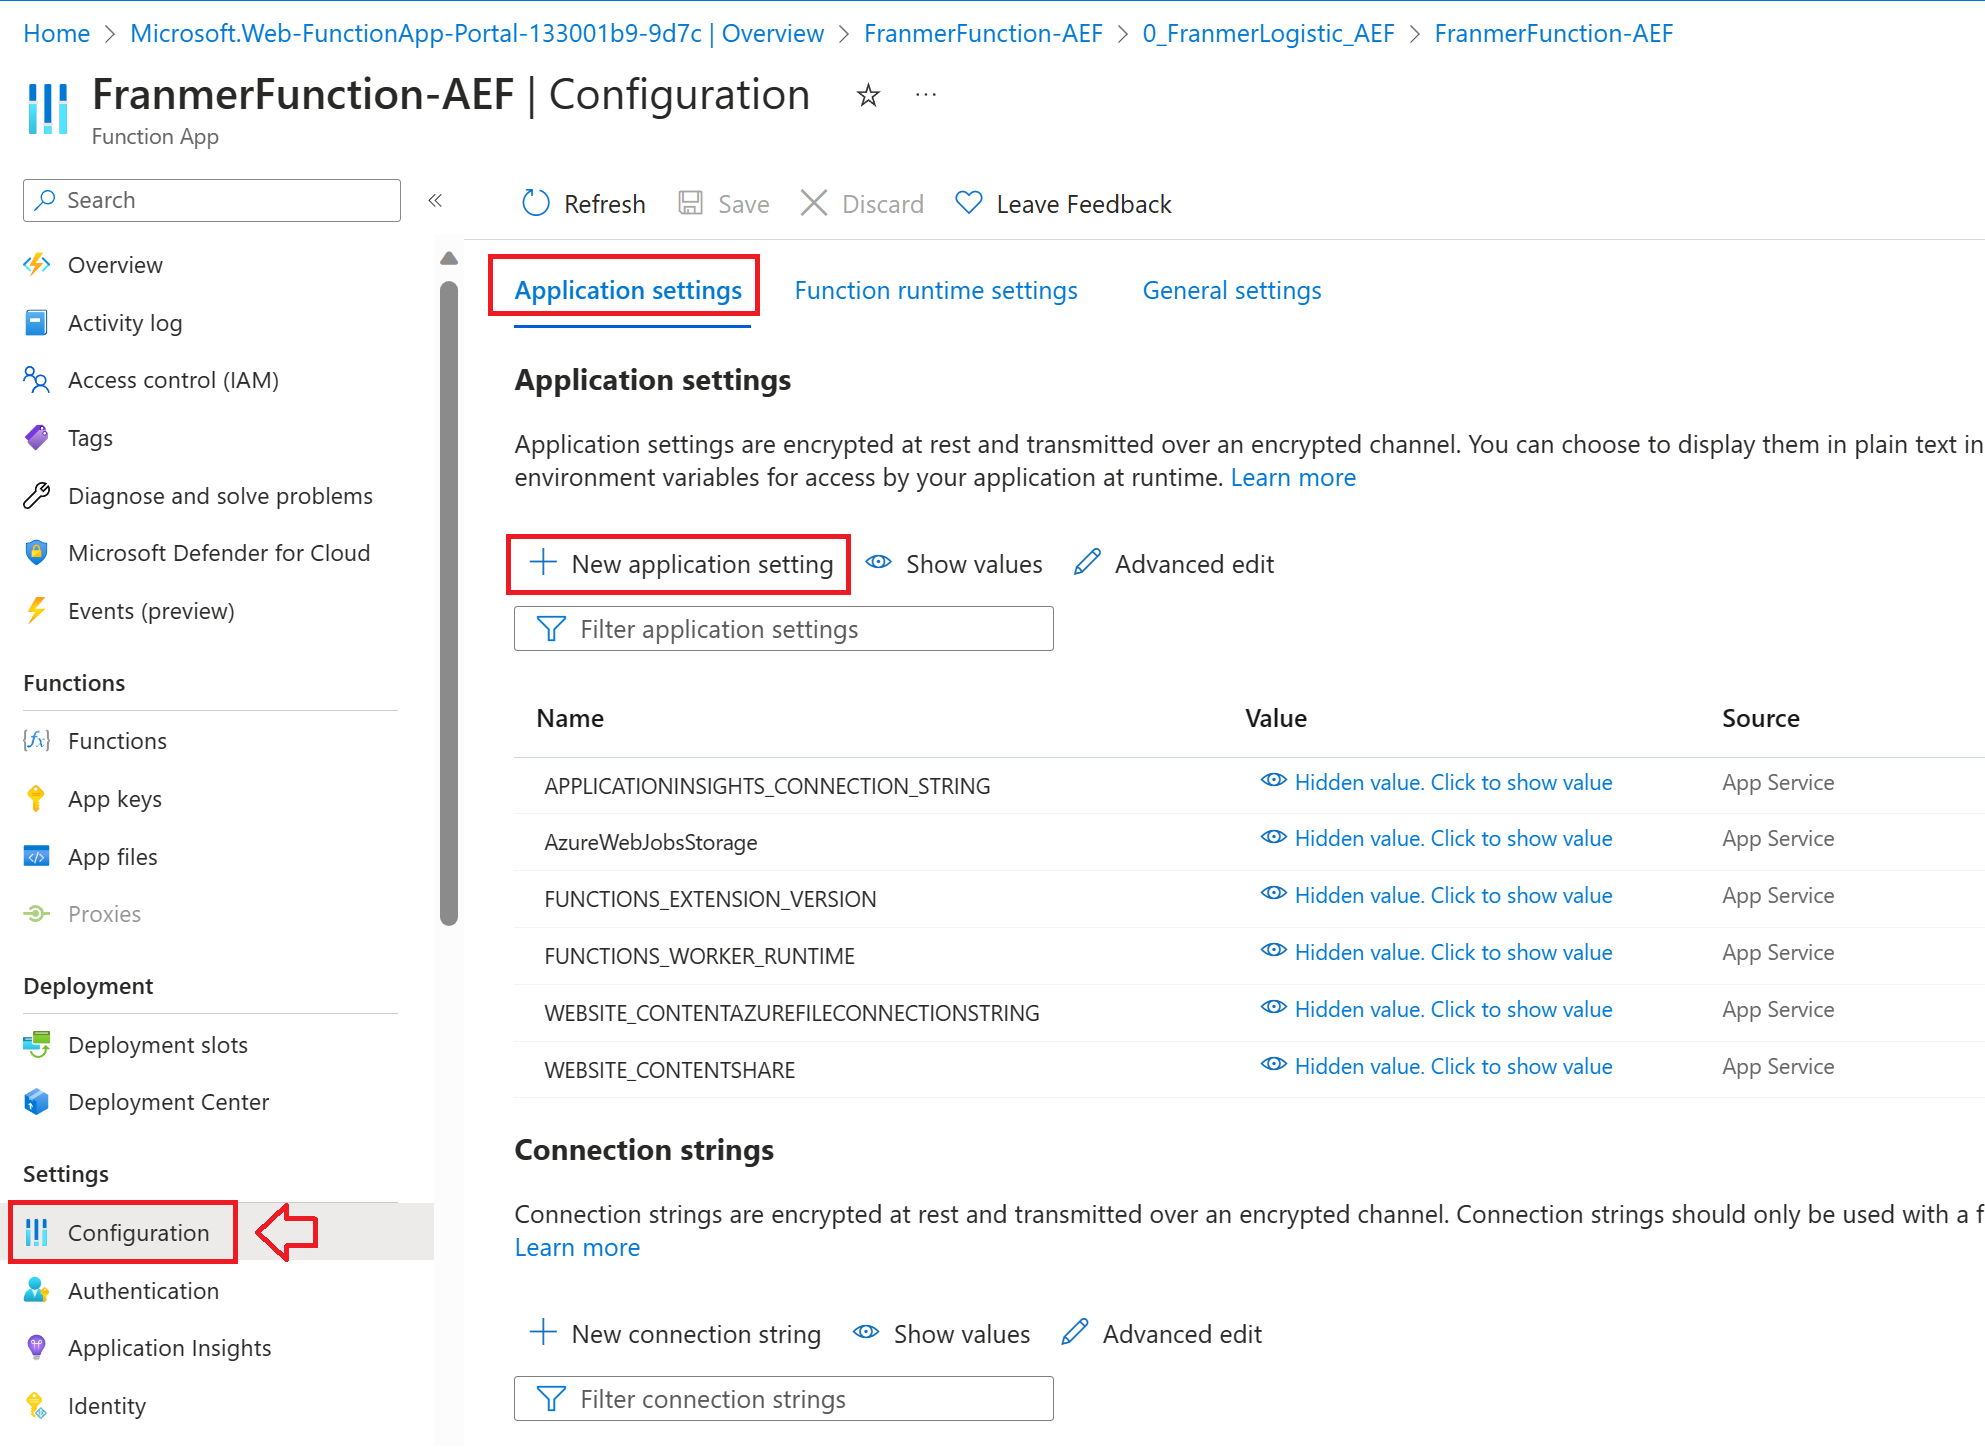 Home > Microsoft.Web-FunctionApp-Portal-133001b9-9d7c | Overview > FranmerFunction-AEF > 0_FranmerLogistic_AEF > FranmerFunction-AEF
FranmerFunction-AEF | Configuration
Function App
Search
Overview
Activity log
Access control (IAM)
Tags
Diagnose and solve problems
Microsoft Defender for Cloud
Events (preview)
Functions
Functions
App keys
App files
Proxies
Deployment
Deployment slots
Deployment Center
Settings
Configuration
Authentication
Application Insights
Identity
Refresh Save Discard Leave Feedback
Application settings Function runtime settings General settings
Application settings
Application settings are encrypted at rest and transmitted over an encrypted channel. You can choose to display them in plain text in
environment variables for access by your application at runtime. Learn more
New application setting Show values Advanced edit
Filter application settings
Name Value Source
APPLICATIONINSIGHTS_CONNECTION_STRING Hidden value. Click to show value App Service
AzureWebJobsStorage Hidden value. Click to show value App Service
FUNCTIONS_EXTENSION_VERSION Hidden value. Click to show value App Service
FUNCTIONS_WORKER_RUNTIME Hidden value. Click to show value App Service
WEBSITE_CONTENTAZUREFILECONNECTIONSTRING Hidden value. Click to show value App Service
WEBSITE_CONTENTSHARE Hidden value. Click to show value App Service
Connection strings
Connection strings are encrypted at rest and transmitted over an encrypted channel. Connection strings should only be used with a f
Learn more
New connection string Show values Advanced edit
Filter connection strings